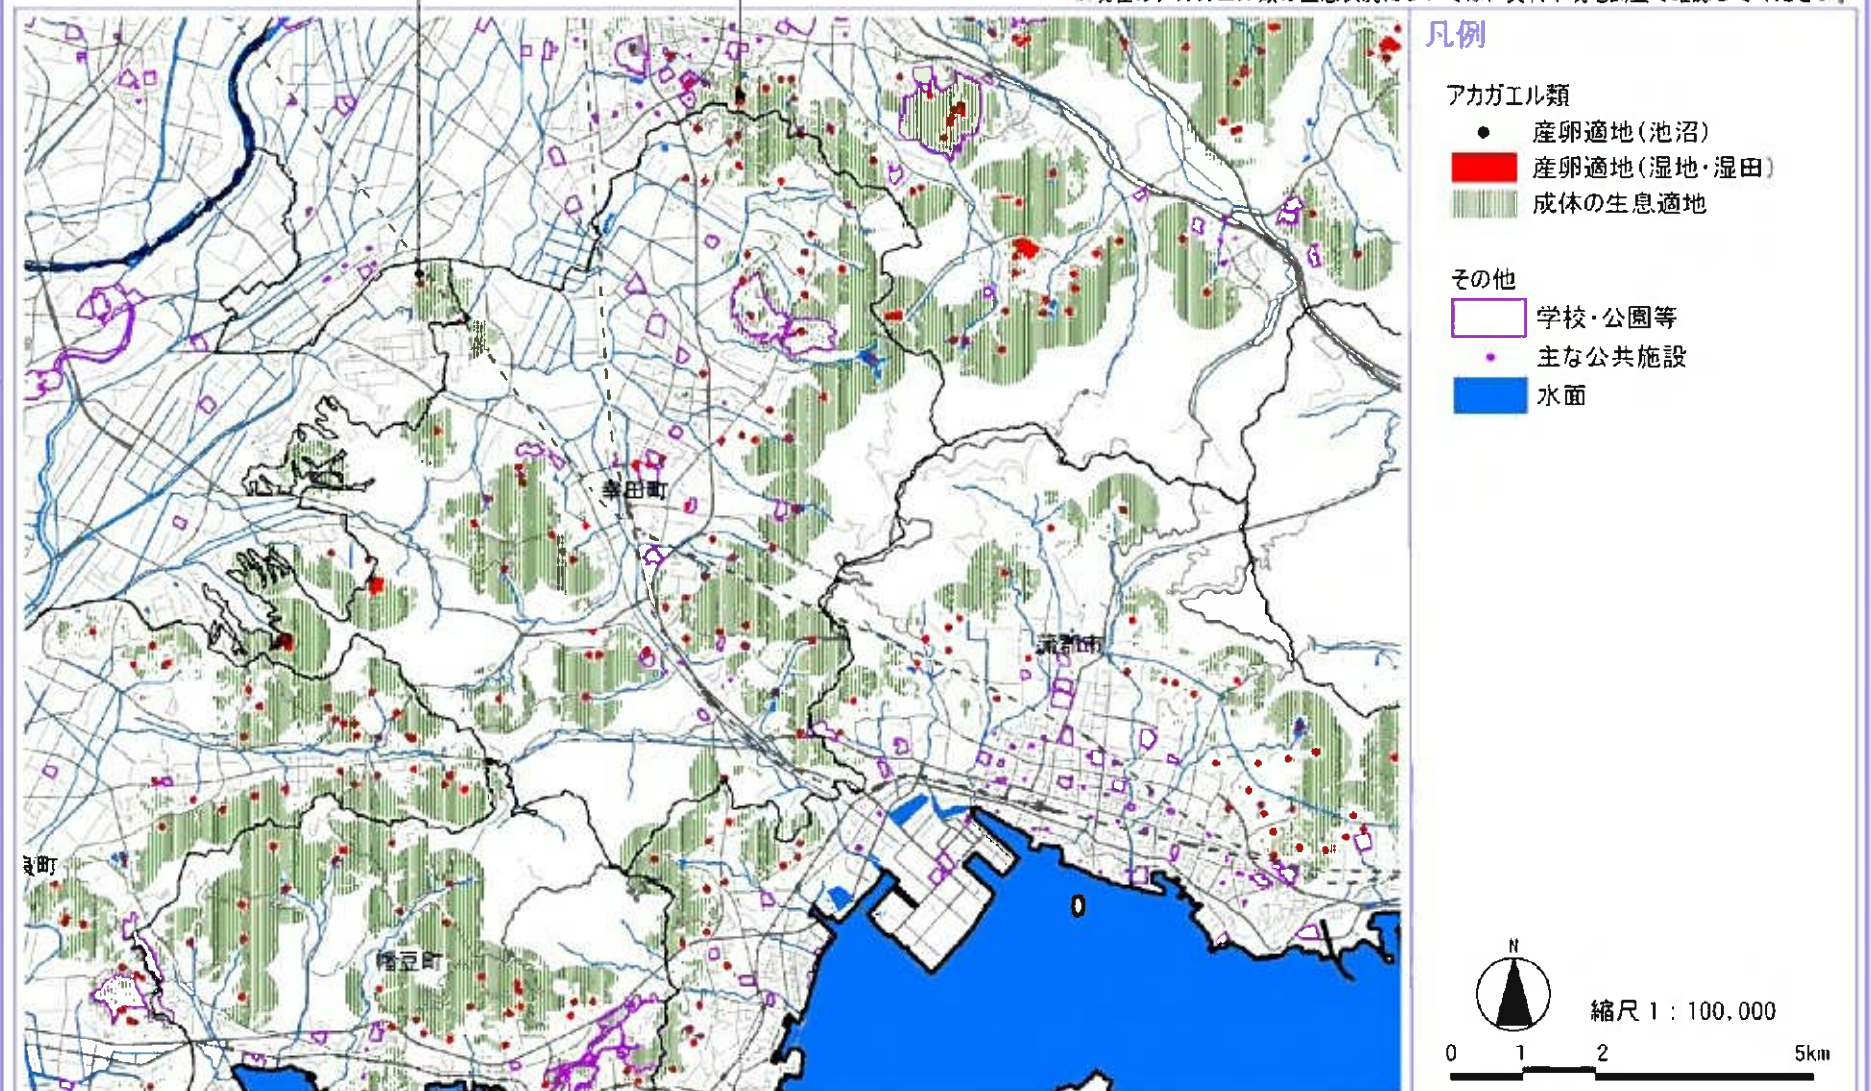 凡例
アカガエル類
産卵適地(池沼)
産卵適地(湿地・湿田)
成体の生息適地
その他
学校・公園等
主な公共施設
水面
幸田町
蒲郡市
幡豆町
N
縮尺 1 : 100,000
0 1 2 5km